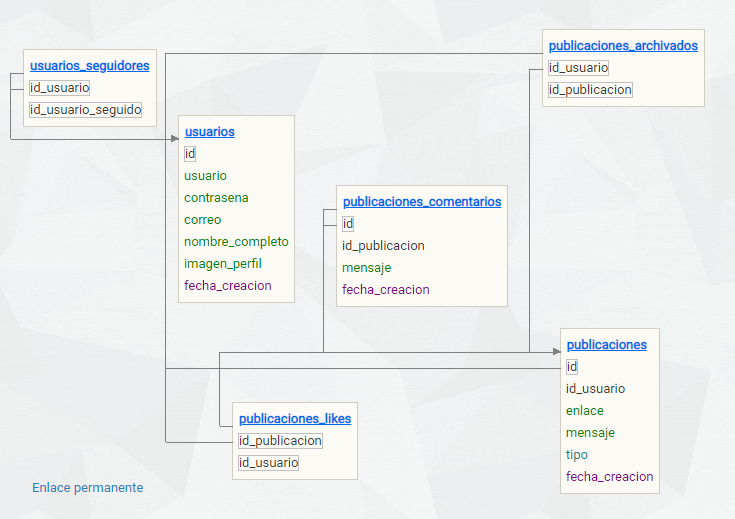 usuarios_seguidores
id_usuario
id_usuario_seguido
usuarios
id
usuario
contrasena
correo
nombre_completo
imagen_perfil
fecha_creacion
publicaciones_comentarios
id
id_publicacion
mensaje
fecha_creacion
publicaciones_archivados
id_usuario
id_publicacion
publicaciones
id
id_usuario
enlace
mensaje
tipo
fecha_creacion
publicaciones_likes
id_publicacion
id_usuario
Enlace permanente